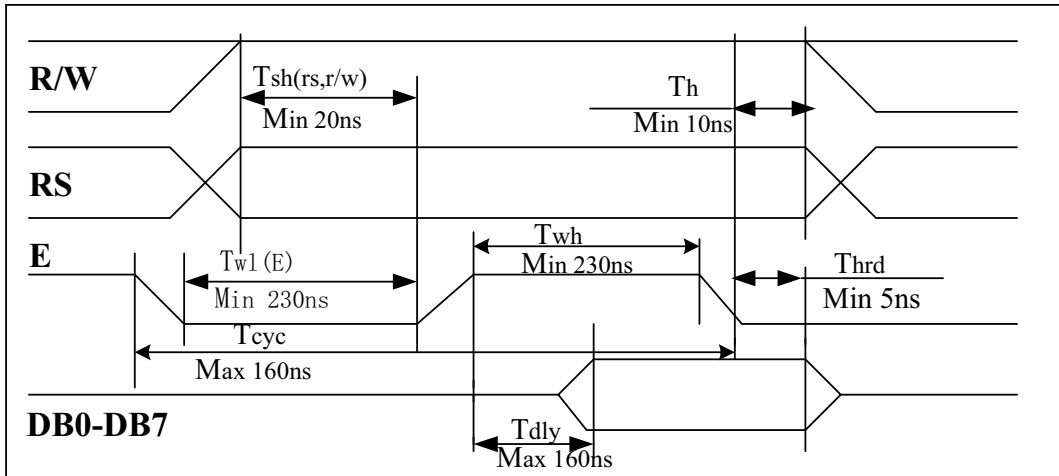 R/W
Tsh(rs,r/w)
Min 20ns
Th
Min 10ns
RS
E
Twl(E)
Min 230ns
Twh
Min 230ns
Thrd
Min 5ns
Tcyc
Max 160ns
DB0-DB7
Tdly
Max 160ns